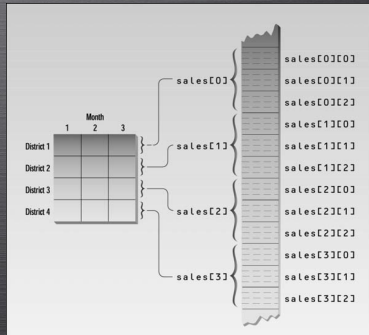 Month
1 2 3
District 1
District 2
District 3
District 4
sales[0]
sales[1]
sales[2]
sales[3]
sales[0][0]
sales[0][1]
sales[0][2]
sales[1][0]
sales[1][1]
sales[1][2]
sales[2][0]
sales[2][1]
sales[2][2]
sales[3][0]
sales[3][1]
sales[3][2]